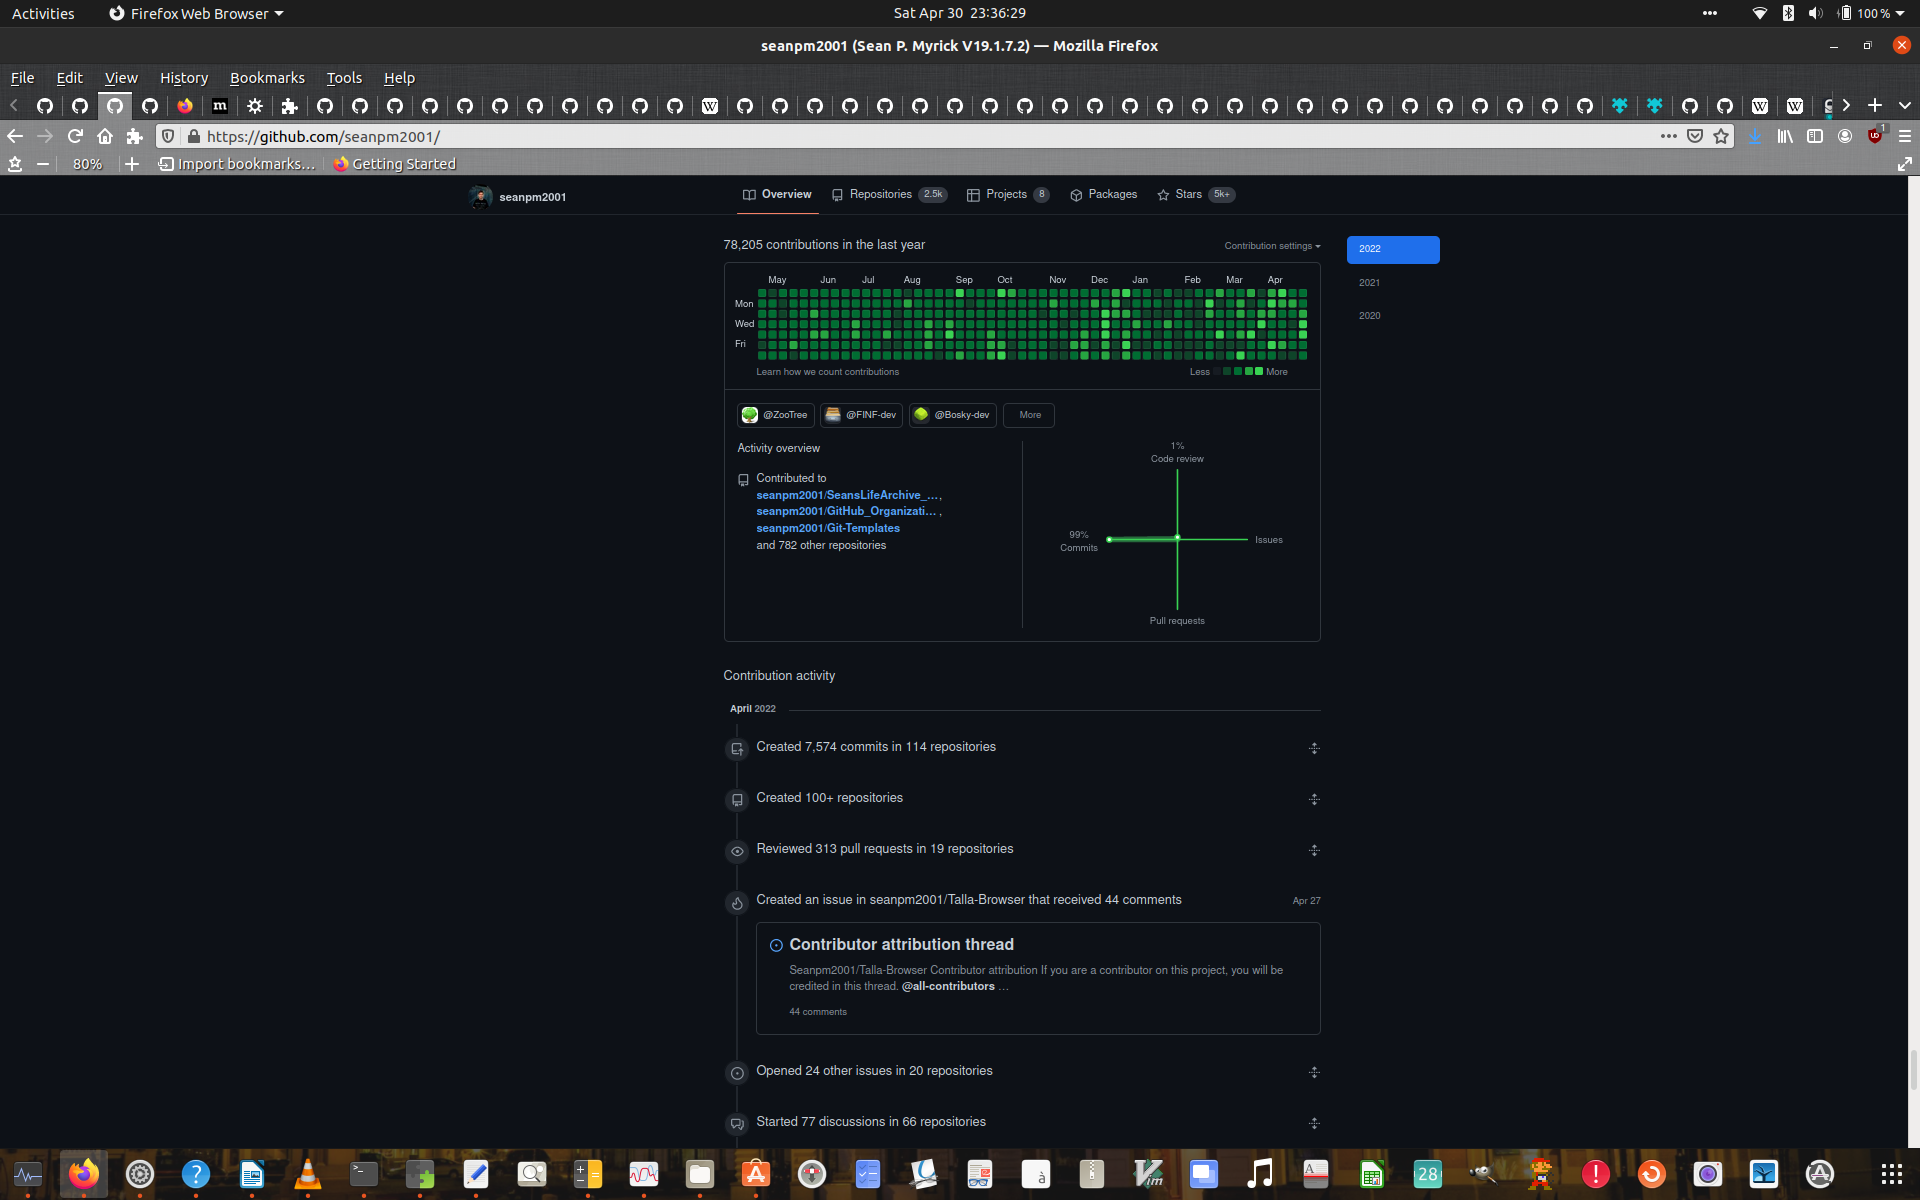 Activities
Firefox Web Browser
Sat Apr 30 23:36:29
100 %
seanpm2001 (Sean P. Myrick V19.1.7.2) — Mozilla Firefox
File Edit View History Bookmarks Tools Help
https://github.com/seanpm2001/
80% Import bookmarks... Getting Started
seanpm2001
Overview Repositories 2.5k Projects 8 Packages Stars 5k+
78,205 contributions in the last year
Contribution settings
2022
2021
2020
May Jun Jul Aug Sep Oct Nov Dec Jan Feb Mar Apr
Mon
Wed
Fri
Learn how we count contributions
Less More
@ZooTree @FINF-dev @Bosky-dev More
Activity overview
Contributed to
seanpm2001/SeansLifeArchive_... ,
seanpm2001/GitHub_Organizati... ,
seanpm2001/Git-Templates
and 782 other repositories
1%
Code review
99%
Commits
Issues
Pull requests
Contribution activity
April 2022
Created 7,574 commits in 114 repositories
Created 100+ repositories
Reviewed 313 pull requests in 19 repositories
Created an issue in seanpm2001/Talla-Browser that received 44 comments
Apr 27
Contributor attribution thread
Seanpm2001/Talla-Browser Contributor attribution If you are a contributor on this project, you will be
credited in this thread. @all-contributors …
44 comments
Opened 24 other issues in 20 repositories
Started 77 discussions in 66 repositories
28